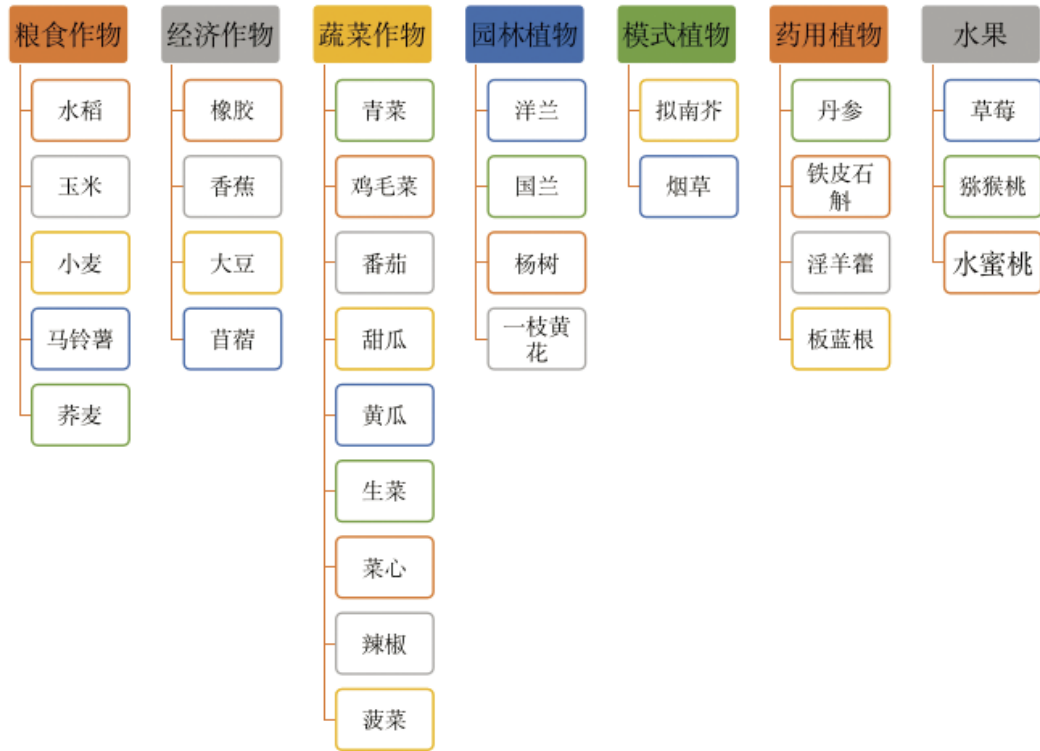 粮食作物
水稻
玉米
小麦
马铃薯
荞麦
经济作物
橡胶
香蕉
大豆
苜蓿
蔬菜作物
青菜
鸡毛菜
番茄
甜瓜
黄瓜
生菜
菜心
辣椒
菠菜
园林植物
洋兰
国兰
杨树
一枝黄
花
模式植物
拟南芥
烟草
药用植物
丹参
铁皮石
斛
淫羊藿
板蓝根
水果
草莓
猕猴桃
水蜜桃